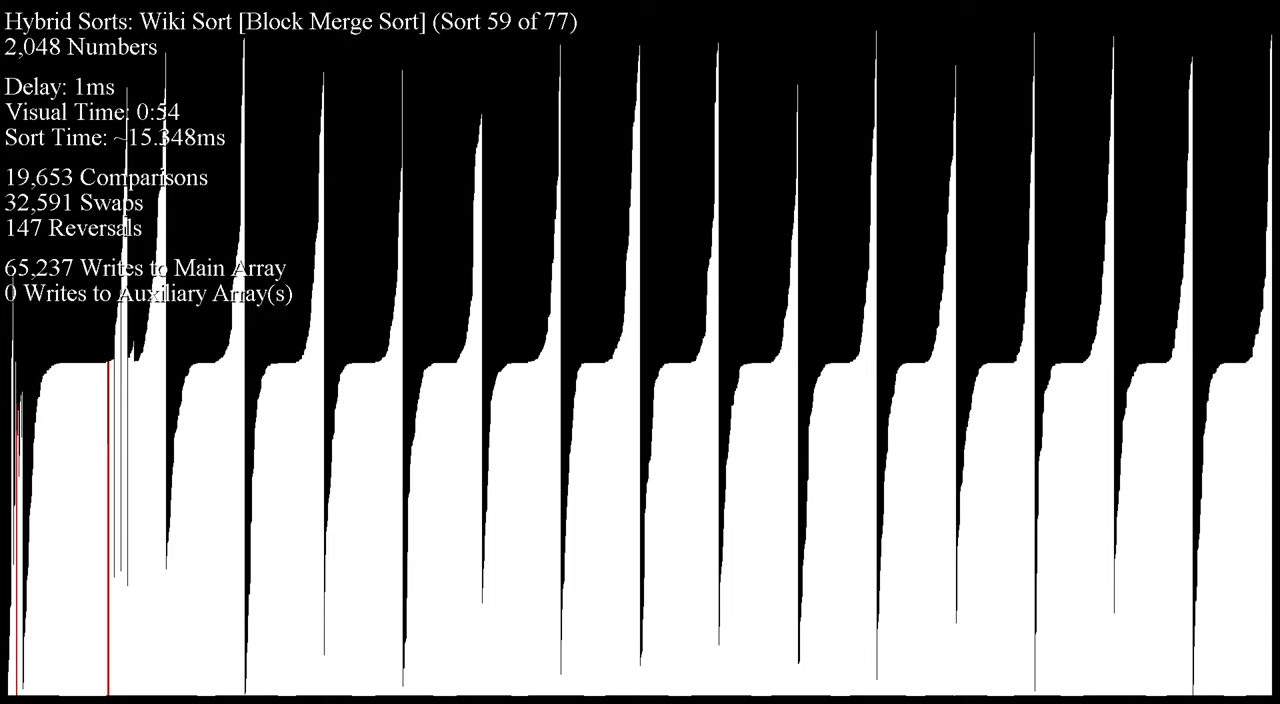 Hybrid Sorts: Wiki Sort [Block Merge Sort] (Sort 59 of 77)
2,048 Numbers
Delay: 1ms
Visual Time: 0:54
Sort Time: ~15.348ms
19,653 Comparisons
32,591 Swaps
147 Reversals
65,237 Writes to Main Array
0 Writes to Auxiliary Array(s)